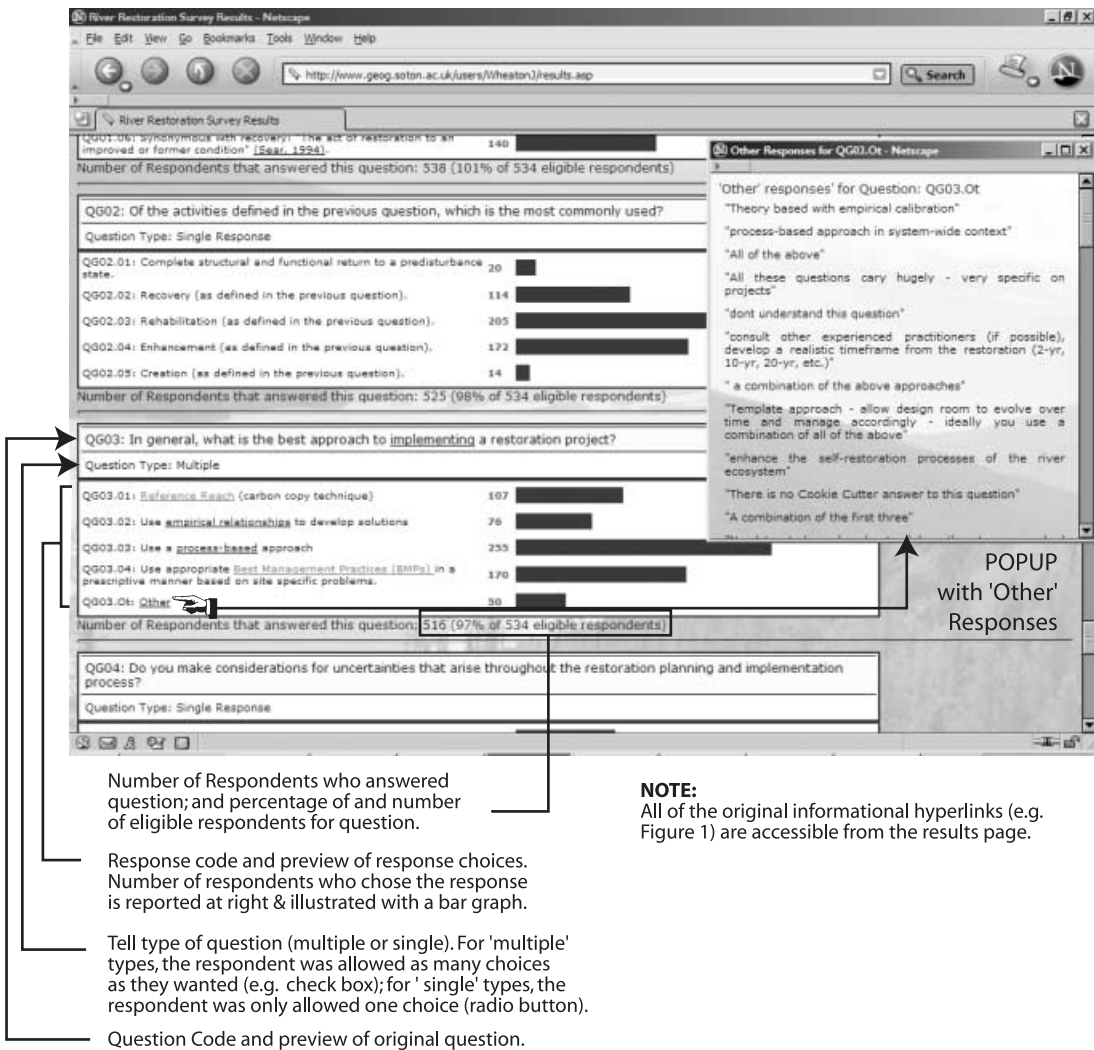 River Restoration Survey Results - Netscape
File Edit View Go Bookmarks Tools Window Help
http://www.geog.soton.ac.uk/users/WheatonJ/results.asp
Search
N
River Restoration Survey Results
QG01.06: Synonymous with recovery: "The act of restoration to an
improved or former condition" (Sear, 1994).
140
Number of Respondents that answered this question: 538 (101% of 534 eligible respondents)
QG02: Of the activities defined in the previous question, which is the most commonly used?
Question Type: Single Response
QG02.01: Complete structural and functional return to a predisturbance
state.
20
QG02.02: Recovery (as defined in the previous question). 114
QG02.03: Rehabilitation (as defined in the previous question). 205
QG02.04: Enhancement (as defined in the previous question). 172
QG02.05: Creation (as defined in the previous question). 14
Number of Respondents that answered this question: 525 (98% of 534 eligible respondents)
QG03: In general, what is the best approach to implementing a restoration project?
Question Type: Multiple
QG03.01: Reference Reach (carbon copy technique) 107
QG03.02: Use empirical relationships to develop solutions 76
QG03.03: Use a process-based approach 255
QG03.04: Use appropriate Best Management Practices (BMPs) in a
prescriptive manner based on site specific problems.
170
QG03.Ot: Other 50
Number of Respondents that answered this question: 516 (97% of 534 eligible respondents)
QG04: Do you make considerations for uncertainties that arise throughout the restoration planning and implementation
process?
Question Type: Single Response
Other Responses for QG03.Ot - Netscape
'Other' responses' for Question: QG03.Ot
"Theory based with empirical calibration"
"process-based approach in system-wide context"
"All of the above"
"All these questions cary hugely - very specific on
projects"
"dont understand this question"
"consult other experienced practitioners (if possible),
develop a realistic timeframe from the restoration (2-yr,
10-yr, 20-yr, etc.)"
" a combination of the above approaches"
"Template approach - allow design room to evolve over
time and manage accordingly - ideally you use a
combination of all of the above"
"enhance the self-restoration processes of the river
ecosystem"
"There is no Cookie Cutter answer to this question"
"A combination of the first three"
POPUP
with 'Other'
Responses
Number of Respondents who answered
question; and percentage of and number
of eligible respondents for question.
NOTE:
All of the original informational hyperlinks (e.g.
Figure 1) are accessible from the results page.
Response code and preview of response choices.
Number of respondents who chose the response
is reported at right & illustrated with a bar graph.
Tell type of question (multiple or single). For 'multiple'
types, the respondent was allowed as many choices
as they wanted (e.g. check box); for ' single' types, the
respondent was only allowed one choice (radio button).
Question Code and preview of original question.